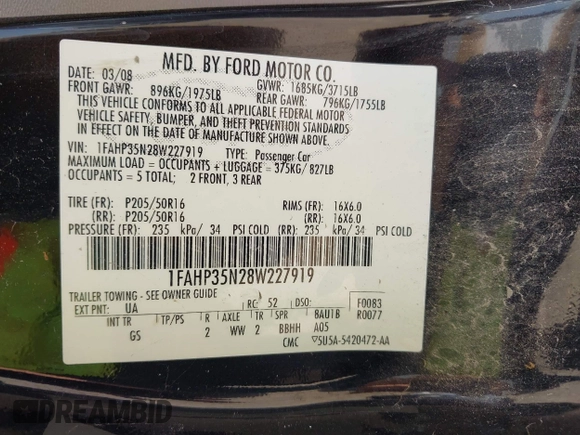 MFD. BY FORD MOTOR CO.
DATE: 03/08 GVWR: 1685KG/3715LB
FRONT GAWR: 896KG/1975LB REAR GAWR: 796KG/1755LB
THIS VEHICLE CONFORMS TO ALL APPLICABLE FEDERAL MOTOR
VEHICLE SAFETY, BUMPER, AND THEFT PREVENTION STANDARDS
IN EFFECT ON THE DATE OF MANUFACTURE SHOWN ABOVE.
VIN: 1FAHP35N28W227919 TYPE: Passenger Car
MAXIMUM LOAD = OCCUPANTS + LUGGAGE = 375KG/ 827LB
OCCUPANTS = 5 TOTAL: 2 FRONT, 3 REAR
TIRE (FR): P205/50R16 RIMS (FR): 16X6.0
(RR): P205/50R16 (RR): 16X6.0
PRESSURE (FR): 235 kPa/ 34 PSI COLD (RR): 235 kPa/ 34 PSI COLD
1FAHP35N28W227919
TRAILER TOWING - SEE OWNER GUIDE
EXT PNT: UA RC: 52 DSO: F0083
INT TR TP/PS R AXLE TR SPR BAU1B R0077
GS 2 WW 2 BBHH A05
CMC ▽5U5A-5420472-AA
DREAMBID